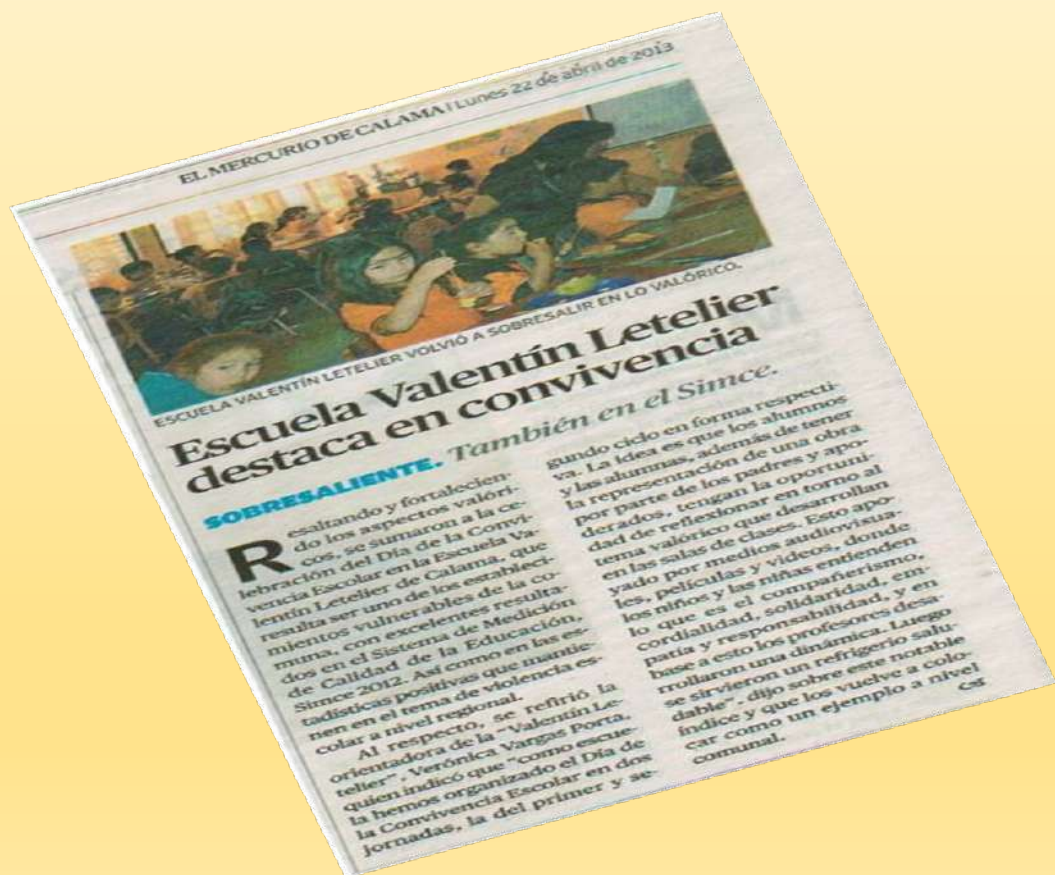 EL MERCURIO DE CALAMA | Lunes 22 de abril de 2013
ESCUELA VALENTÍN LETELIER VOLVIÓ A SOBRESALIR EN LO VALÓRICO.
Escuela Valentín Letelier
destaca en convivencia
SOBRESALIENTE. También en el Simce.
Resaltando y fortalecien-
do los aspectos valóri-
cos, se sumaron a la ce-
lebración del Día de la Convi-
vencia Escolar en la Escuela Va-
lentín Letelier de Calama, que
resulta ser uno de los estableci-
mientos vulnerables de la co-
muna, con excelentes resulta-
dos en el Sistema de Medición
de Calidad de la Educación,
Simce 2012. Así como en las es-
tadísticas positivas que mantie-
nen en el tema de violencia es-
colar a nivel regional.
Al respecto, se refirió la
orientadora de la "Valentín Le-
telier", Verónica Vargas Porta,
quien indicó que "como escue-
la hemos organizado el Día de
la Convivencia Escolar en dos
jornadas, la del primer y se-
gundo ciclo en forma respecti-
va. La idea es que los alumnos
y las alumnas, además de tener
la representación de una obra
por parte de los padres y apo-
derados, tengan la oportuni-
dad de reflexionar en torno al
tema valórico que desarrollan
en las salas de clases. Esto apo-
yado por medios audiovisua-
les, películas y videos, donde
los niños y las niñas entienden
lo que es el compañerismo,
cordialidad, solidaridad, em-
patía y responsabilidad, y en
base a esto los profesores desa-
rrollaron una dinámica. Luego
se sirvieron un refrigerio salu-
dable", dijo sobre este notable
índice y que los vuelve a colo-
car como un ejemplo a nivel
comunal.